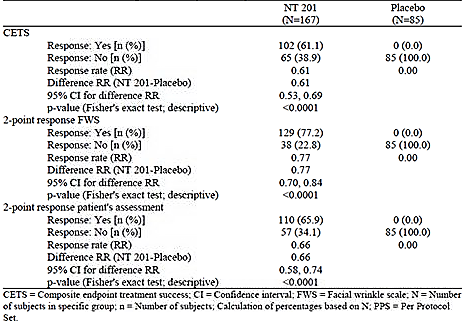 NT 201 Placebo
(N=167) (N=85)
CETS
Response: Yes [n (%)] 102 (61.1) 0 (0.0)
Response: No [n (%)] 65 (38.9) 85 (100.0)
Response rate (RR) 0.61 0.00
Difference RR (NT 201-Placebo) 0.61
95% CI for difference RR 0.53, 0.69
p-value (Fisher's exact test; descriptive) <0.0001
2-point response FWS
Response: Yes [n (%)] 129 (77.2) 0 (0.0)
Response: No [n (%)] 38 (22.8) 85 (100.0)
Response rate (RR) 0.77 0.00
Difference RR (NT 201-Placebo) 0.77
95% CI for difference RR 0.70, 0.84
p-value (Fisher's exact test; descriptive) <0.0001
2-point response patient's assessment
Response: Yes [n (%)] 110 (65.9) 0 (0.0)
Response: No [n (%)] 57 (34.1) 85 (100.0)
Response rate (RR) 0.66 0.00
Difference RR (NT 201-Placebo) 0.66
95% CI for difference RR 0.58, 0.74
p-value (Fisher's exact test; descriptive) <0.0001
CETS = Composite endpoint treatment success; CI = Confidence interval; FWS = Facial wrinkle scale; N = Number
of subjects in specific group; n = Number of subjects; Calculation of percentages based on N; PPS = Per Protocol
Set.